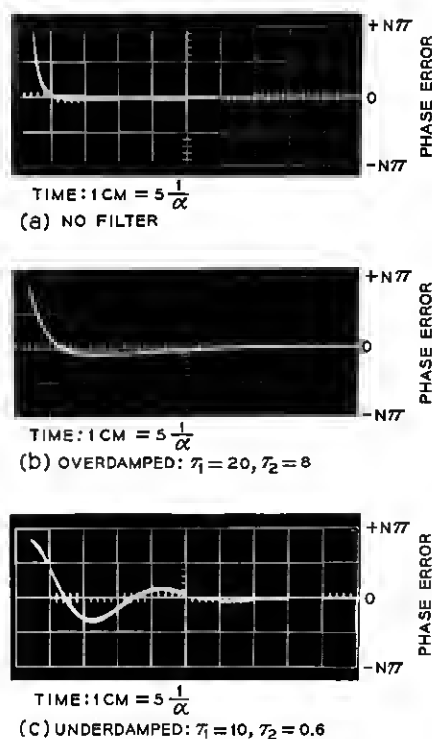 +Nπ
0
-Nπ
PHASE ERROR
TIME: 1 CM = 5 1/α
(a) NO FILTER
+Nπ
0
-Nπ
PHASE ERROR
TIME: 1 CM = 5 1/α
(b) OVERDAMPED: τ1 = 20, τ2 = 8
+Nπ
0
-Nπ
PHASE ERROR
TIME: 1 CM = 5 1/α
(C) UNDERDAMPED: τ1 = 10, τ2 = 0.6